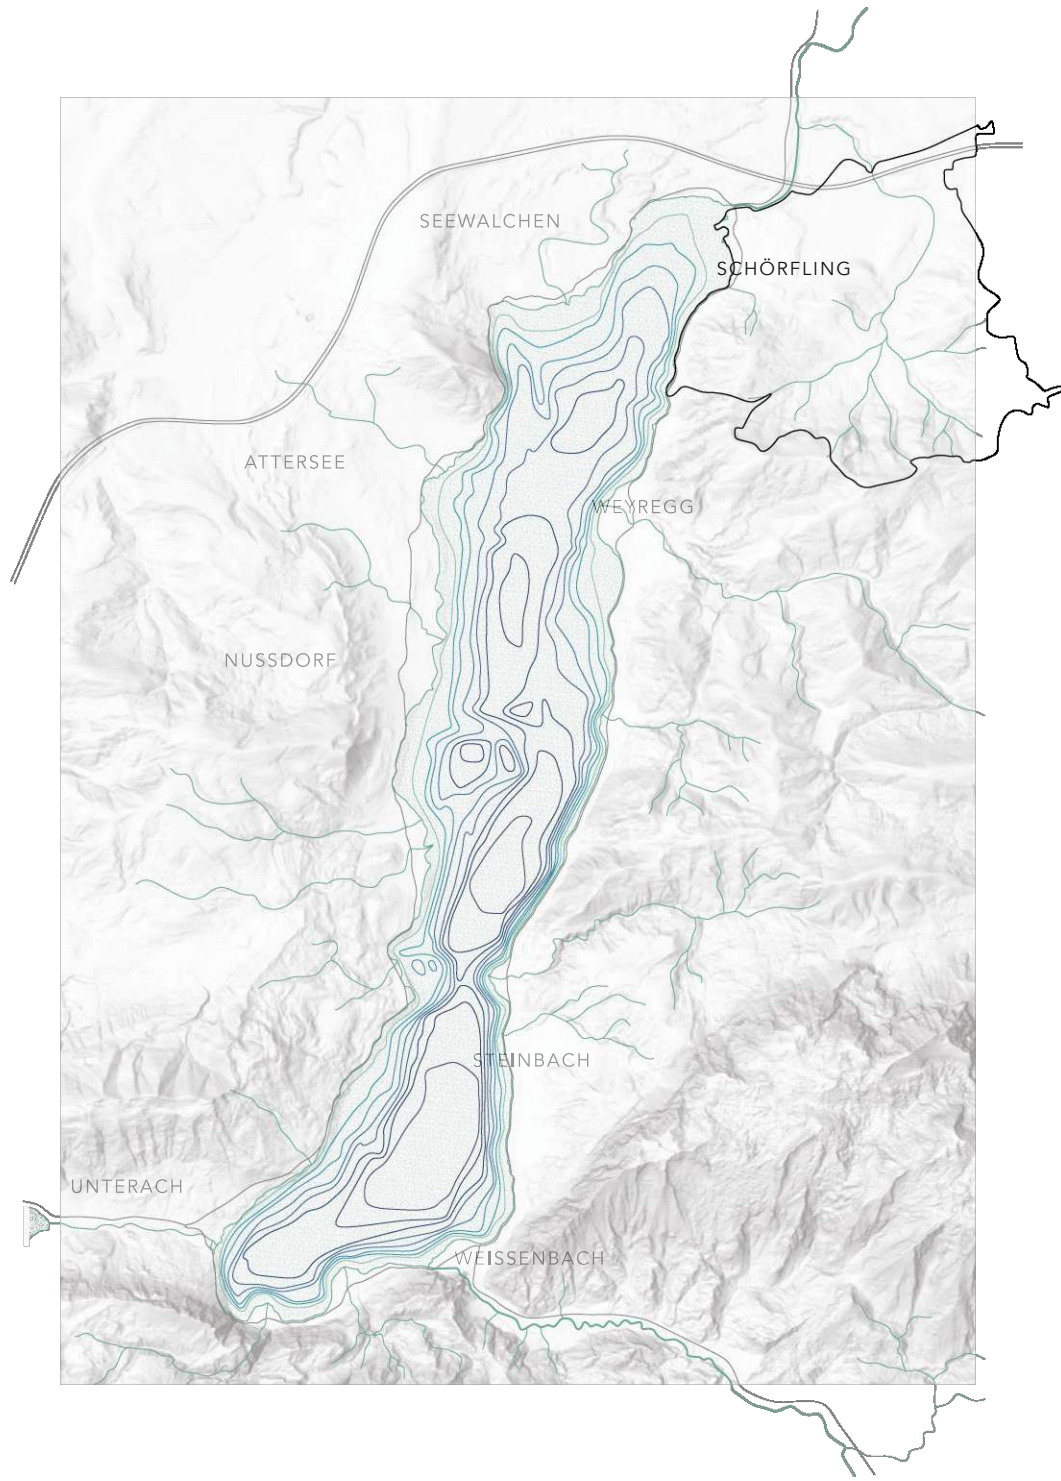 SEEWALCHEN
SCHÖRFLING
ATTERSEE
WEYREGG
NUSSDORF
STEINBACH
UNTERACH
WEISSENBACH